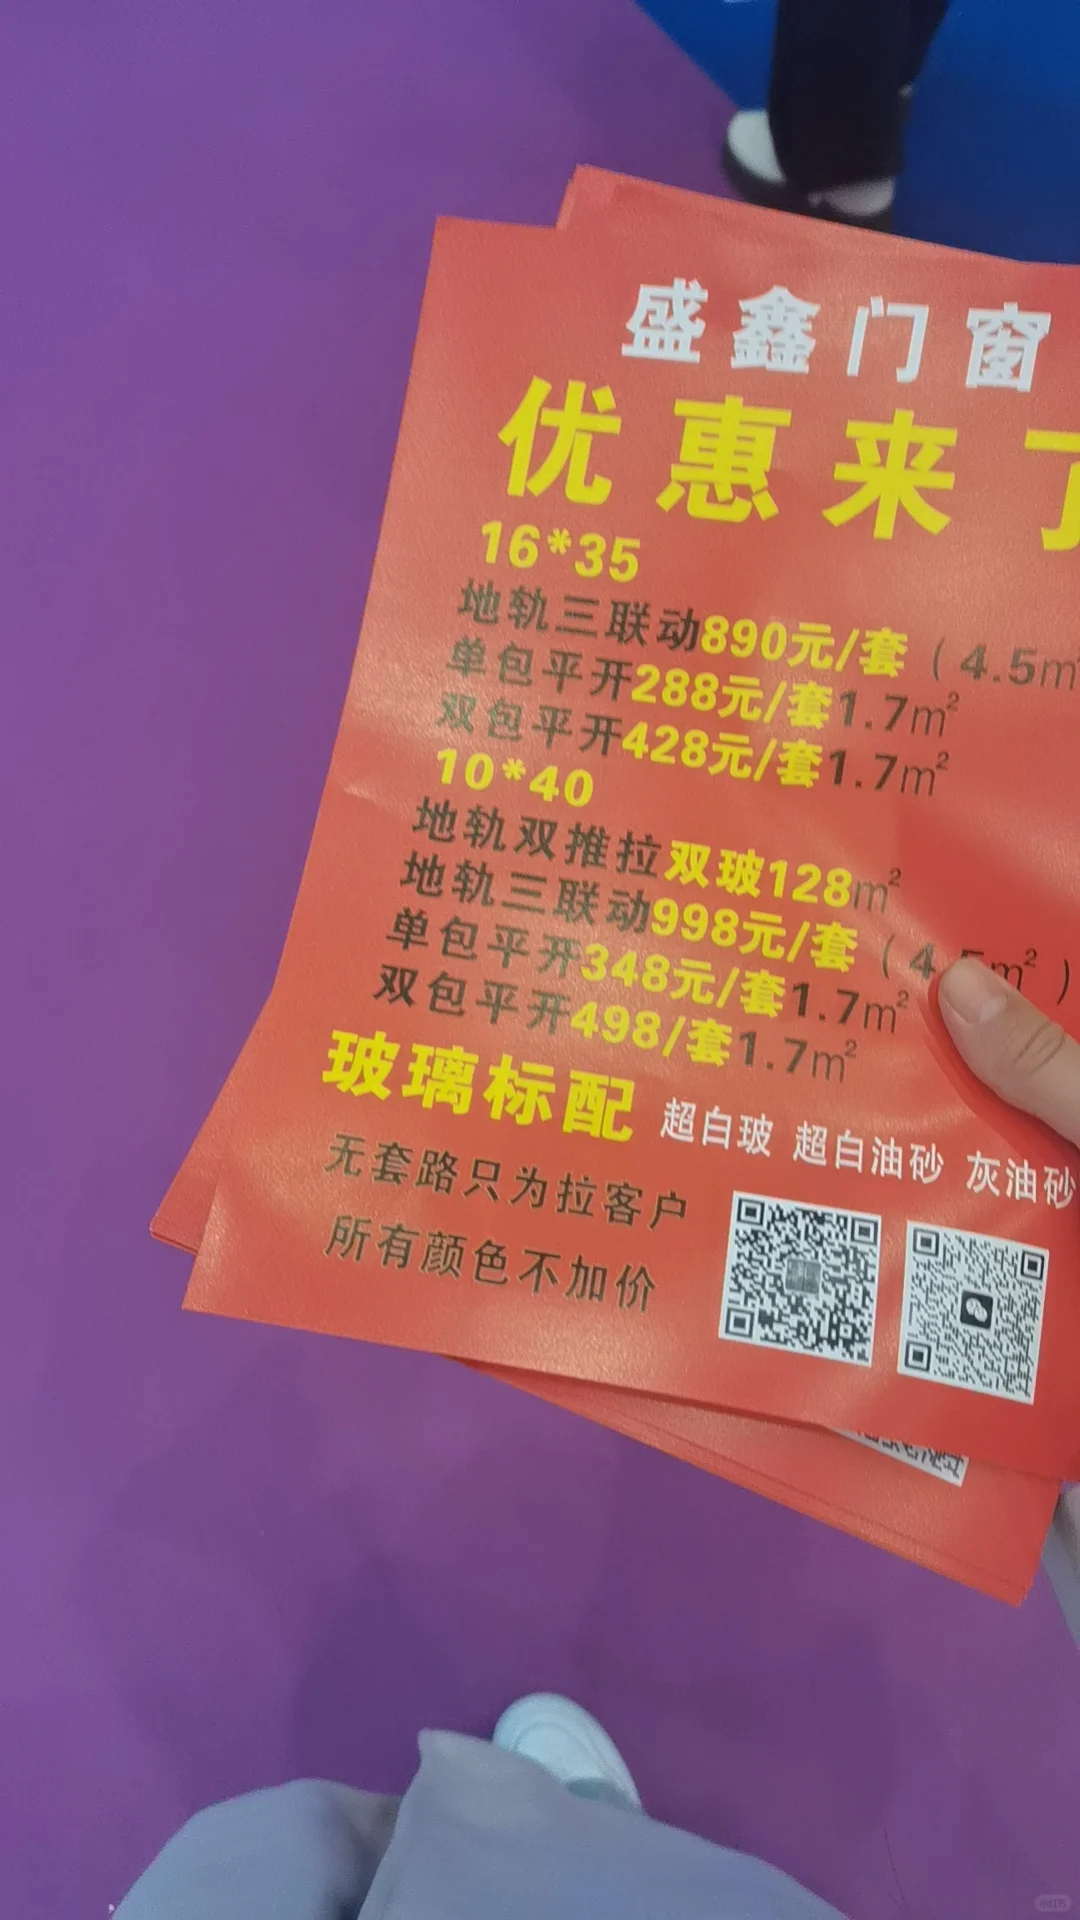 盛鑫门窗
优惠来了
16*35
地轨三联动890元/套（4.5m²
单包平开288元/套1.7m²
双包平开428元/套1.7m²
10*40
地轨双推拉双玻128m²
地轨三联动998元/套（4.5m²）
单包平开348元/套1.7m²
双包平开498/套1.7m²
玻璃标配 超白玻 超白油砂 灰油砂
无套路只为拉客户
所有颜色不加价
小红书